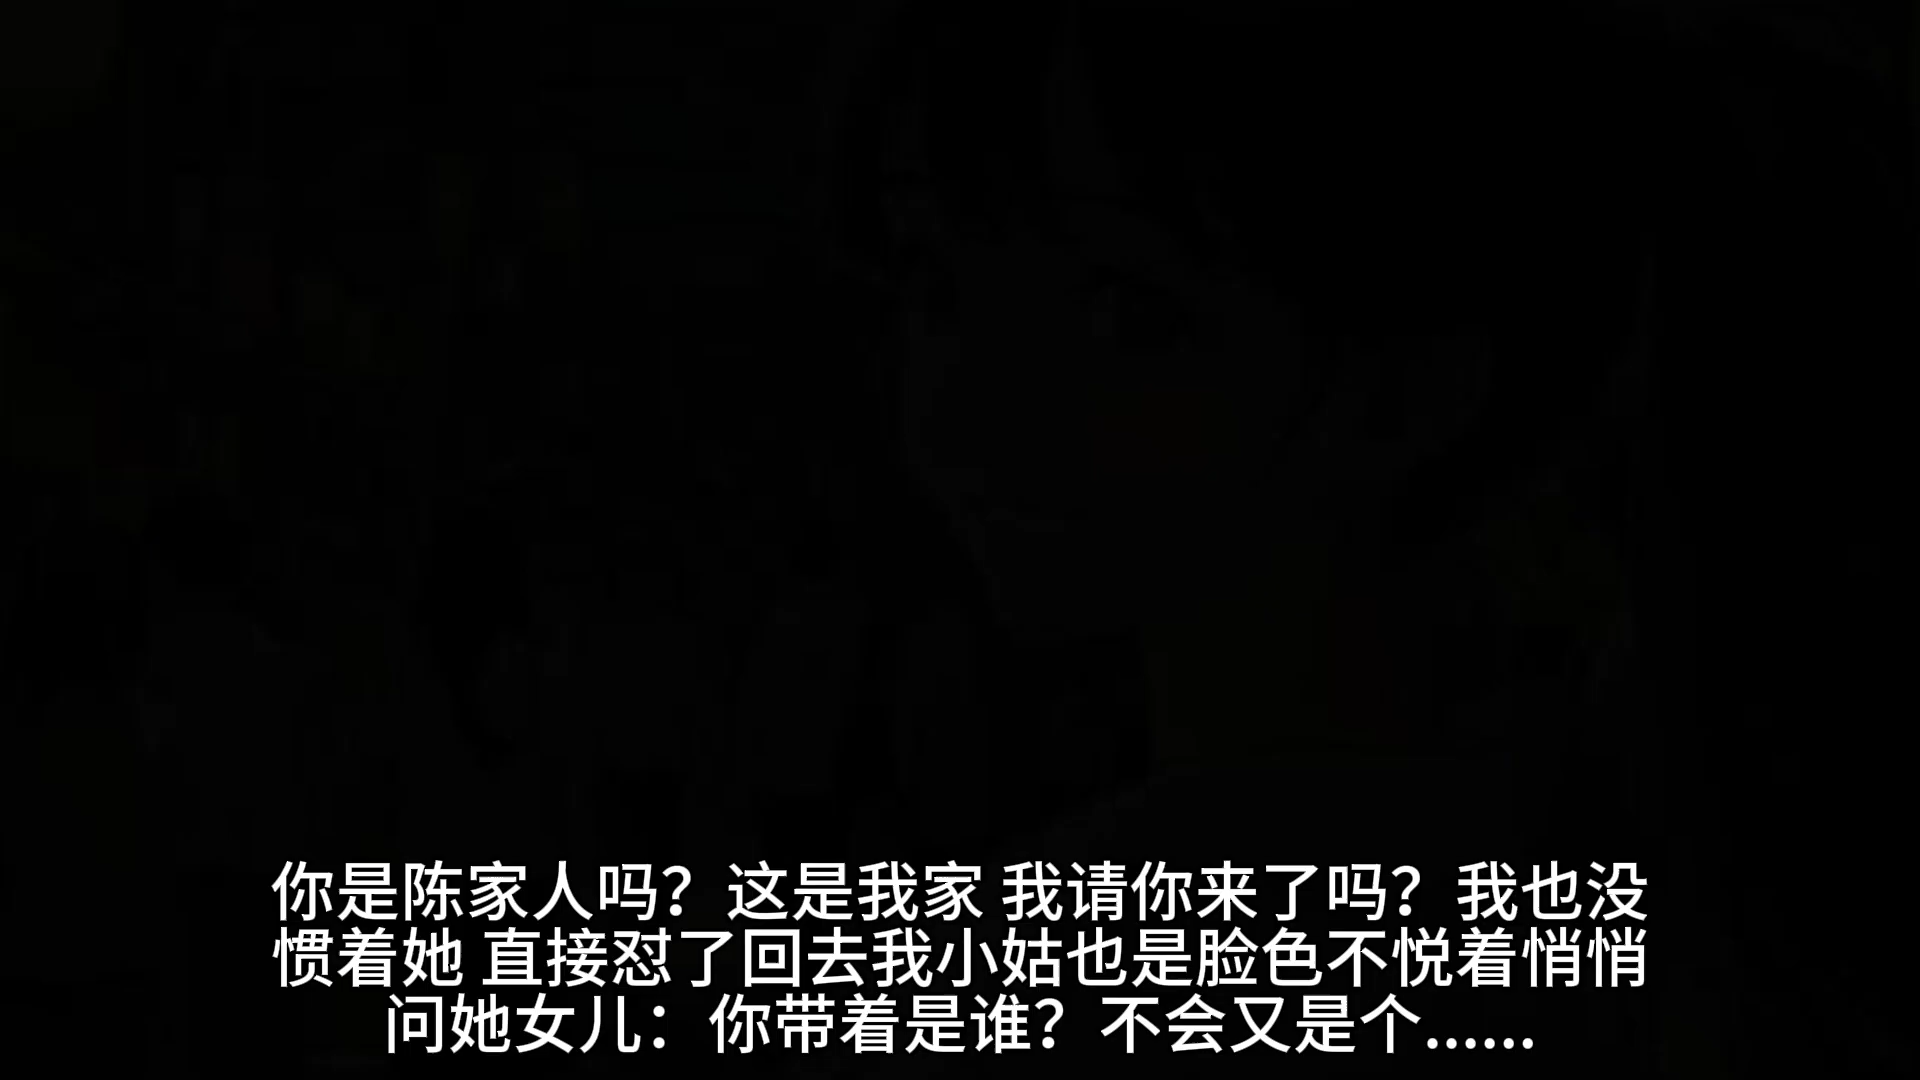 你是陈家人吗？这是我家 我请你来了吗？我也没
惯着她 直接怼了回去我小姑也是脸色不悦着悄悄
问她女儿：你带着是谁？不会又是个......